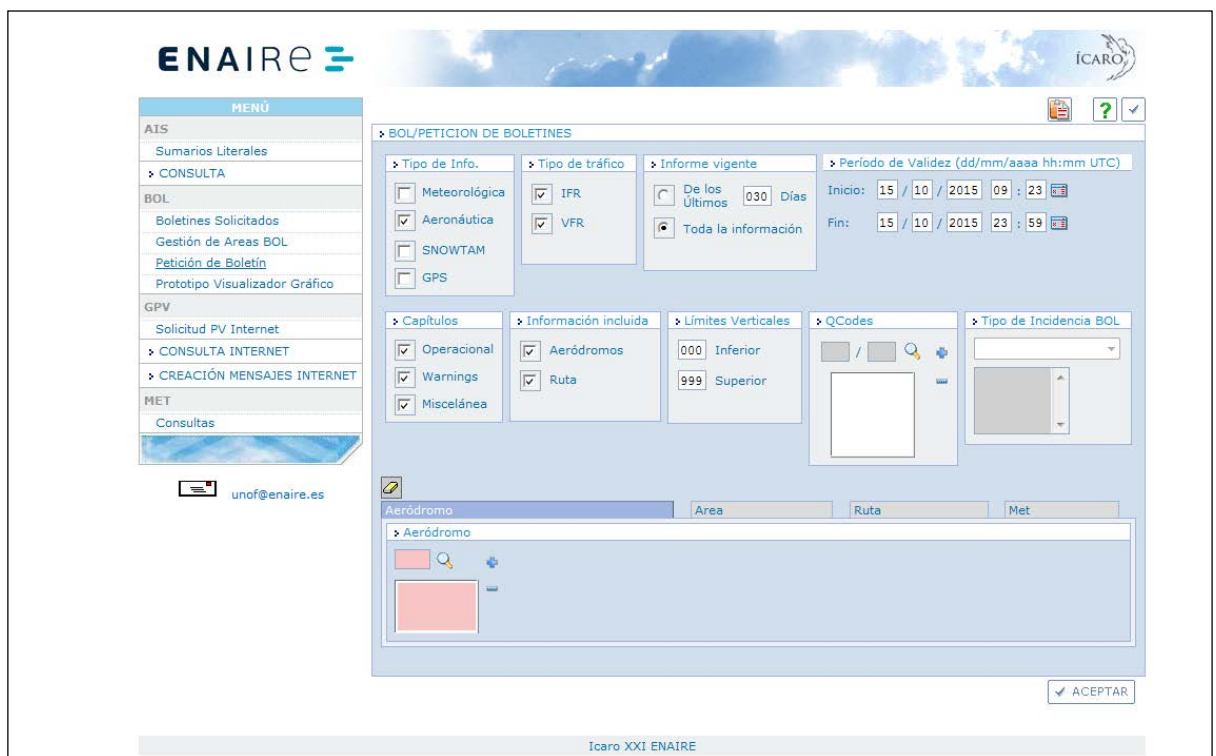 ENAIRe
ÍCARO
MENÚ
AIS
Sumarios Literales
CONSULTA
BOL
Boletines Solicitados
Gestión de Areas BOL
Petición de Boletín
Prototipo Visualizador Gráfico
GPV
Solicitud PV Internet
CONSULTA INTERNET
CREACIÓN MENSAJES INTERNET
MET
Consultas
unof@enaire.es
?
BOL/PETICION DE BOLETINES
Tipo de Info.
Meteorológica
Aeronáutica
SNOWTAM
GPS
Tipo de tráfico
IFR
VFR
Informe vigente
De los Últimos 030 Días
Toda la información
Período de Validez (dd/mm/aaaa hh:mm UTC)
Inicio: 15 / 10 / 2015 09 : 23
Fin: 15 / 10 / 2015 23 : 59
Capítulos
Operacional
Warnings
Miscelánea
Información incluida
Aeródromos
Ruta
Límites Verticales
000 Inferior
999 Superior
QCodes
/
Tipo de Incidencia BOL
Aeródromo
Area
Ruta
Met
Aeródromo
ACEPTAR
Icaro XXI ENAIRE